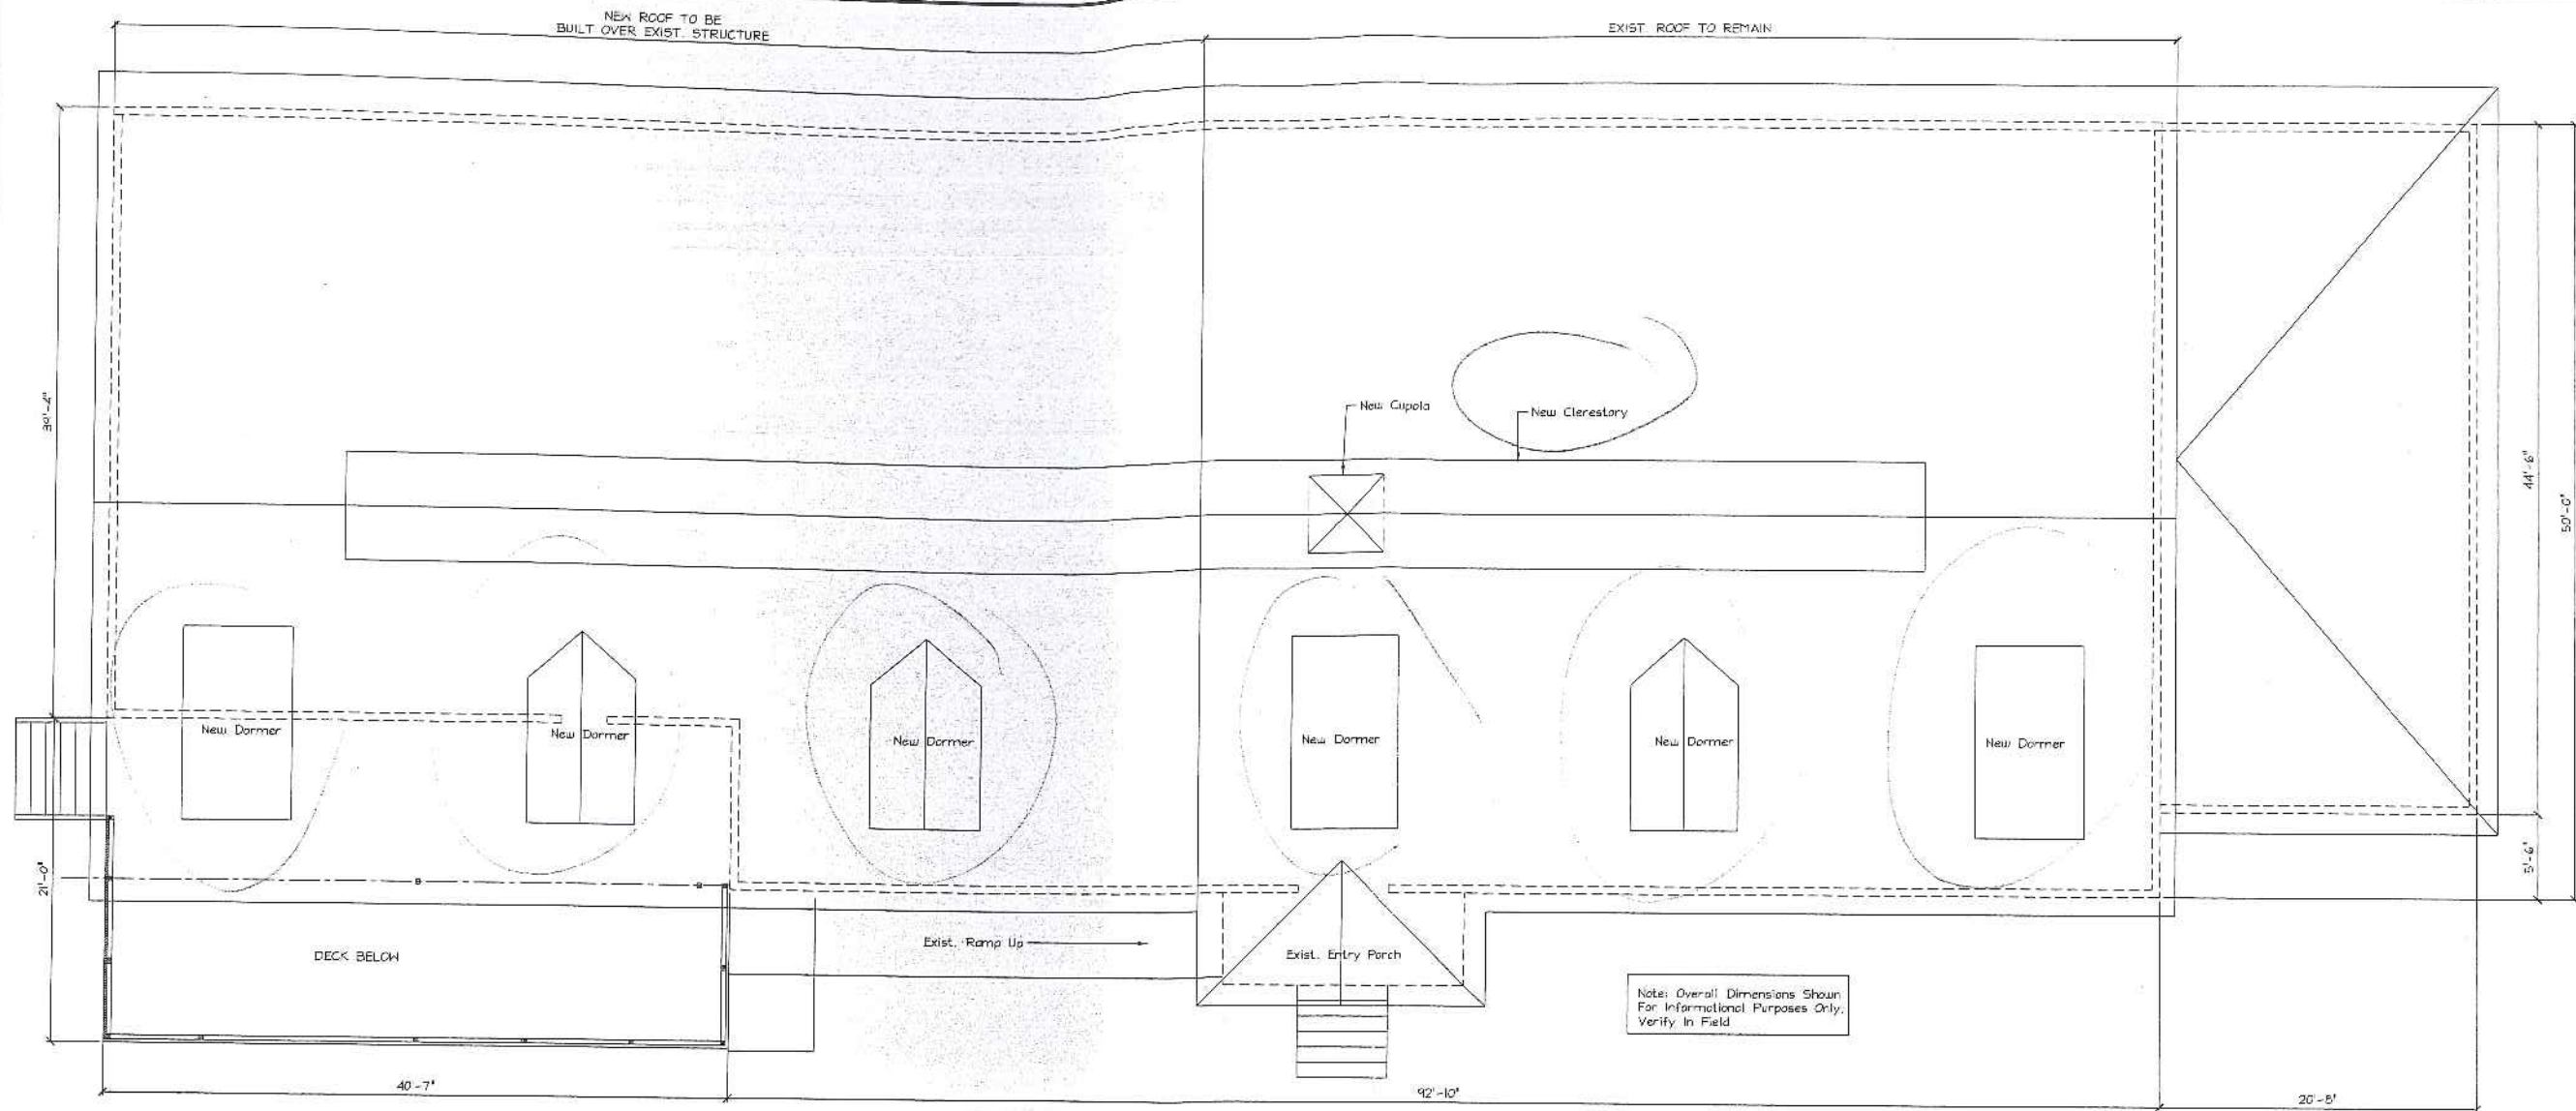 NEW ROOF TO BE
BUILT OVER EXIST. STRUCTURE
EXIST. ROOF TO REMAIN
39'-4"
New Cupola
New Clerestory
44'-6"
50'-0"
New Dormer
New Dormer
New Dormer
New Dormer
New Dormer
New Dormer
21'-0"
5'-6"
Exist. Ramp Up
DECK BELOW
Exist. Entry Porch
Note: Overall Dimensions Shown
For Informational Purposes Only.
Verify In Field
40'-7"
92'-10"